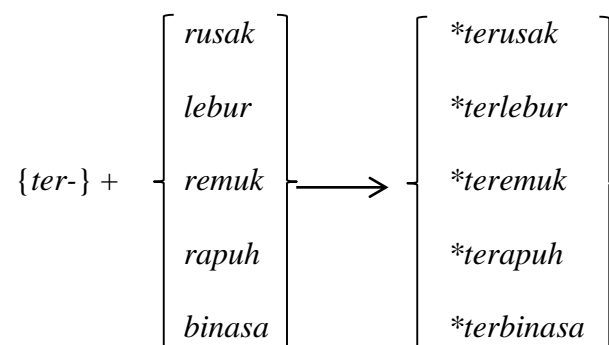 rusak *terusak
lebur *terlebur
{ter-} + remuk *teremuk
rapuh *terapuh
binasa *terbinasa